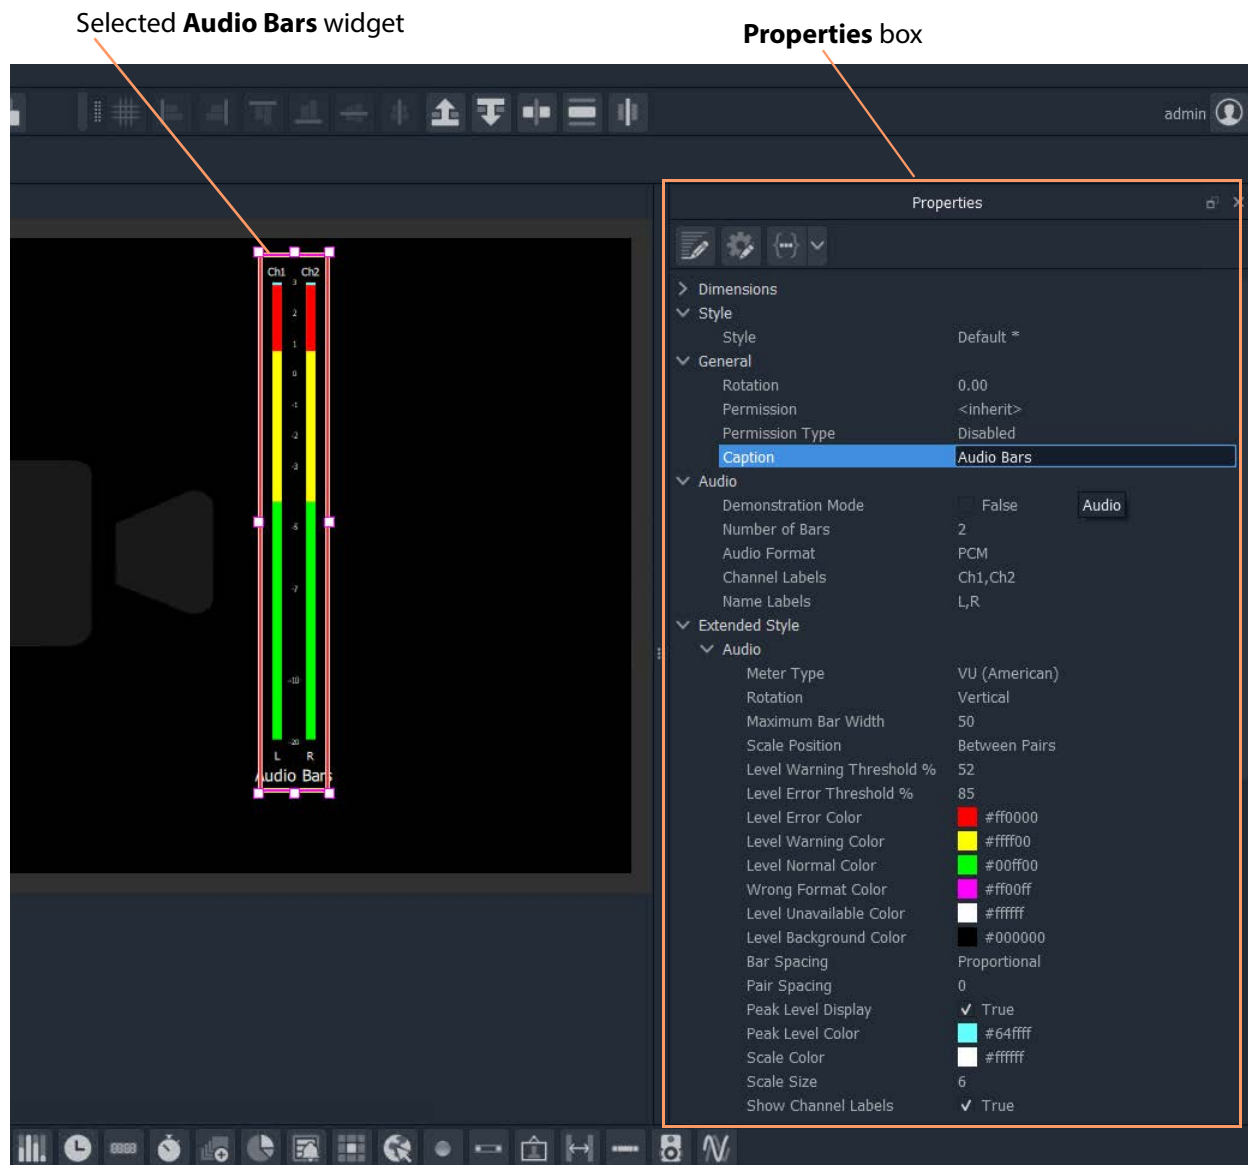 Selected Audio Bars widget
Properties box
admin
Properties
Ch1 Ch2
3
2
1
0
-1
-2
-3
-5
-7
-10
-20
L R
Audio Bars
Dimensions
Style
Style Default *
General
Rotation 0.00
Permission <inherit>
Permission Type Disabled
Caption Audio Bars
Audio
Demonstration Mode False Audio
Number of Bars 2
Audio Format PCM
Channel Labels Ch1,Ch2
Name Labels L,R
Extended Style
Audio
Meter Type VU (American)
Rotation Vertical
Maximum Bar Width 50
Scale Position Between Pairs
Level Warning Threshold % 52
Level Error Threshold % 85
Level Error Color #ff0000
Level Warning Color #ffff00
Level Normal Color #00ff00
Wrong Format Color #ff00ff
Level Unavailable Color #ffffff
Level Background Color #000000
Bar Spacing Proportional
Pair Spacing 0
Peak Level Display True
Peak Level Color #64ffff
Scale Color #ffffff
Scale Size 6
Show Channel Labels True